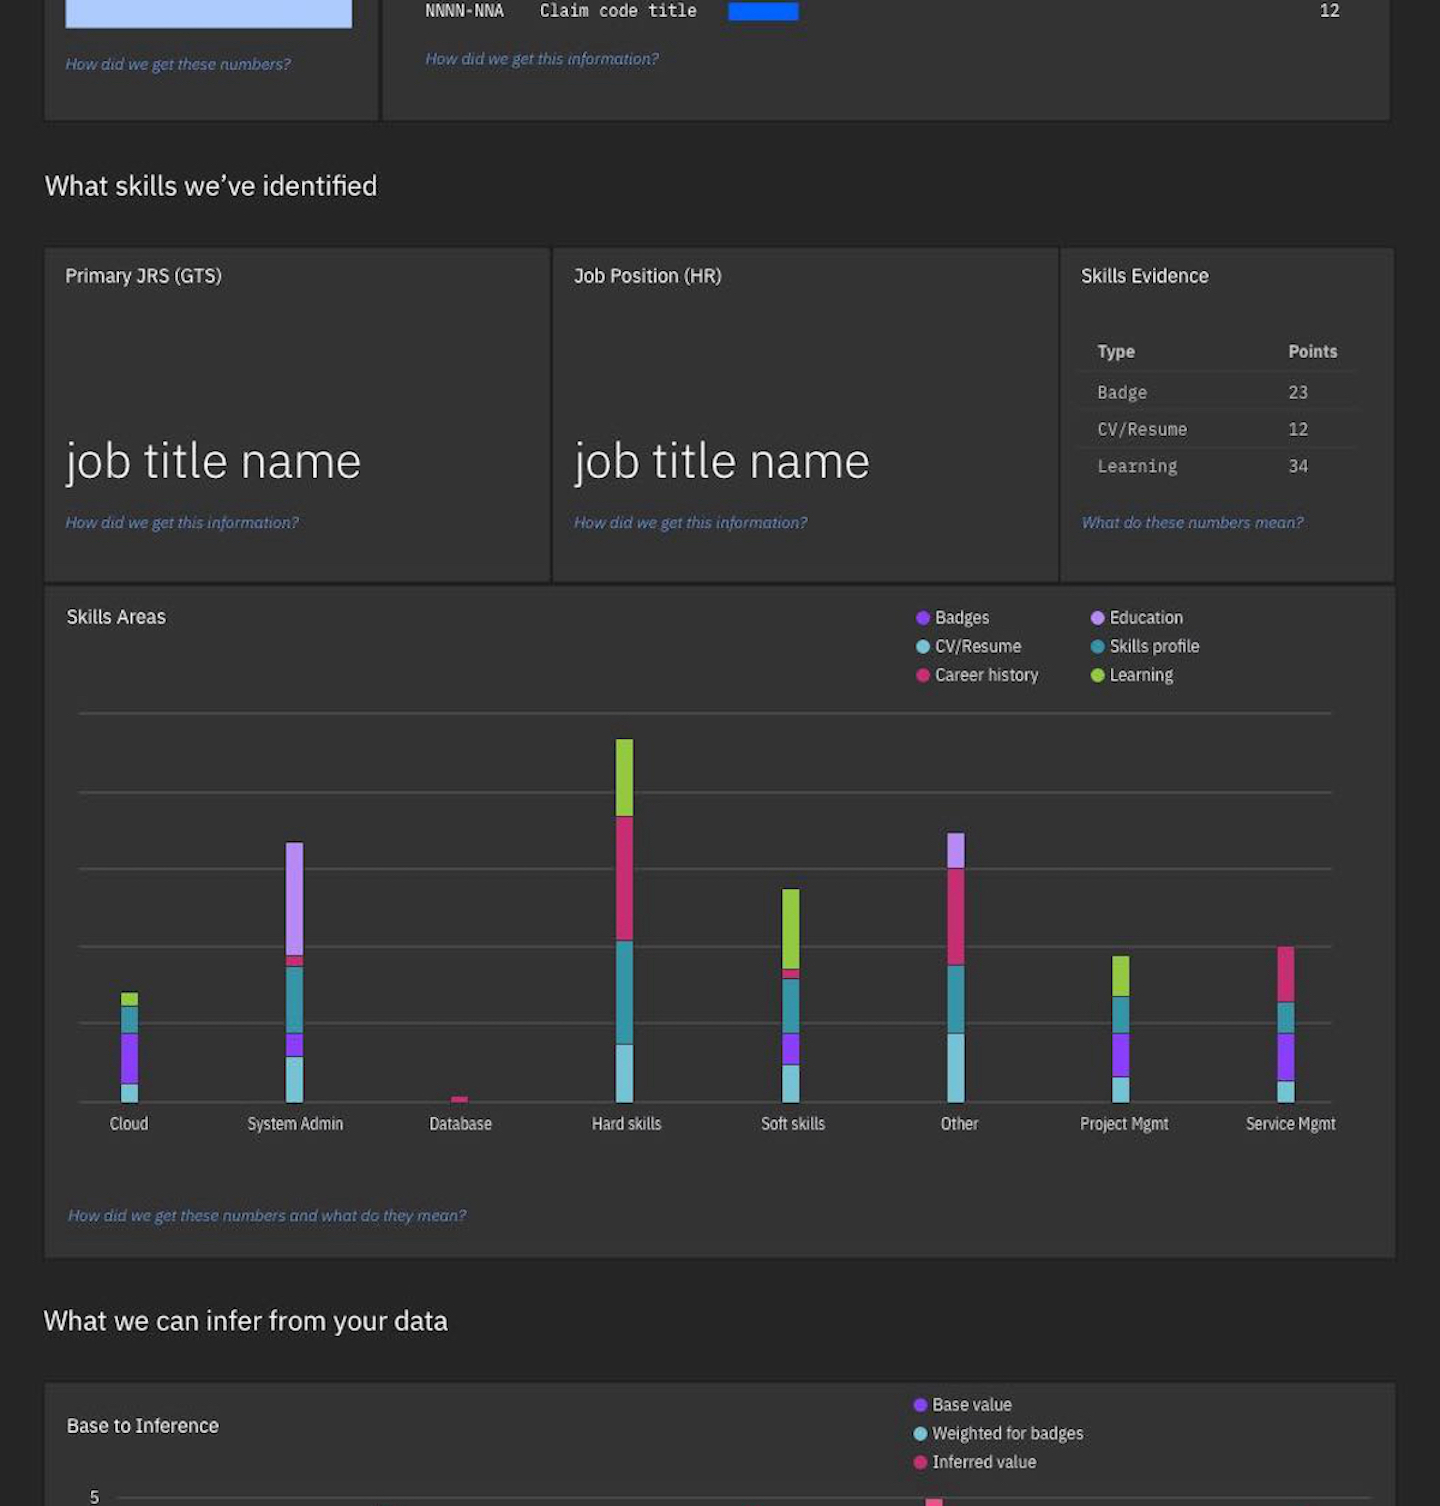 NNNN-NNA Claim code title 12
How did we get these numbers?
How did we get this information?
What skills we’ve identified
Primary JRS (GTS)
job title name
How did we get this information?
Job Position (HR)
job title name
How did we get this information?
Skills Evidence
Type Points
Badge 23
CV/Resume 12
Learning 34
What do these numbers mean?
Skills Areas
Badges
CV/Resume
Career history
Education
Skills profile
Learning
Cloud System Admin Database Hard skills Soft skills Other Project Mgmt Service Mgmt
How did we get these numbers and what do they mean?
What we can infer from your data
Base to Inference
Base value
Weighted for badges
Inferred value
5